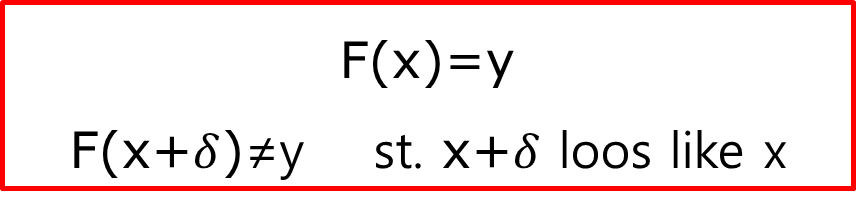 F(x)=y
F(x+𝛿)≠y st. x+𝛿 loos like x